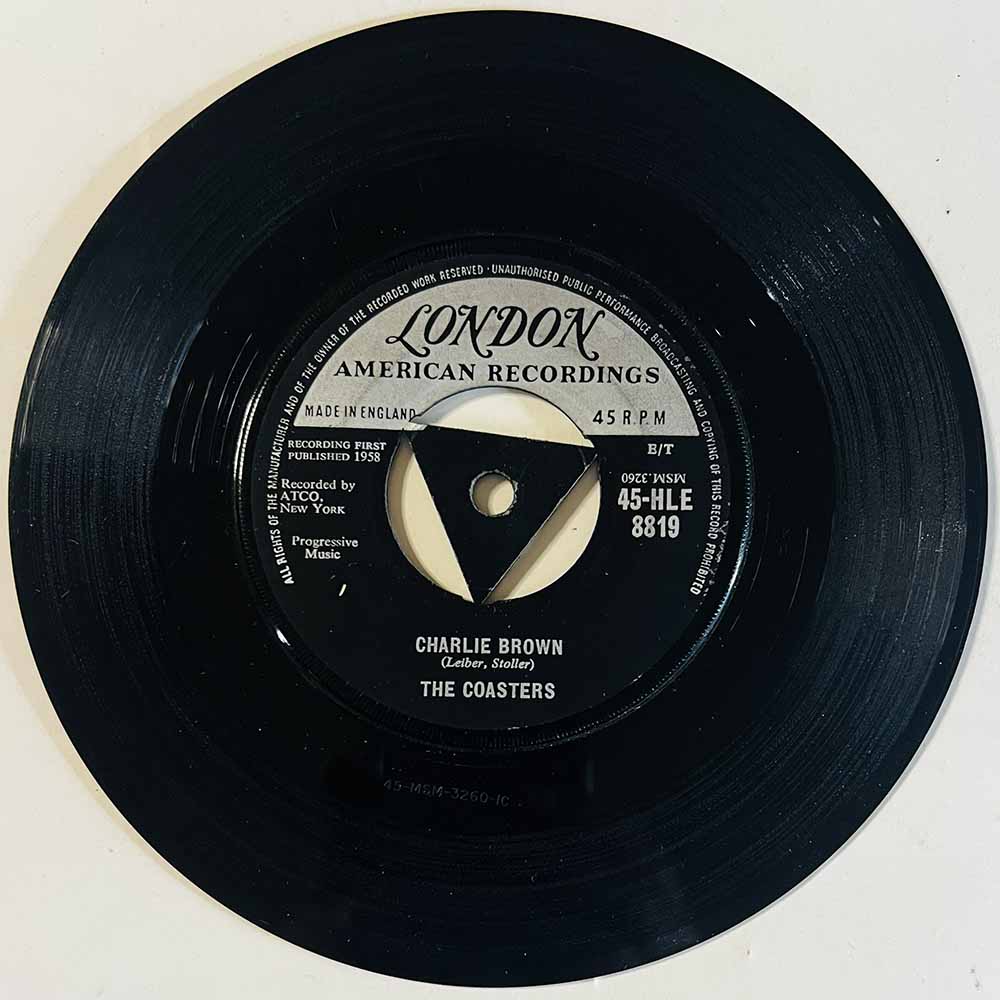 ALL RIGHTS OF THE MANUFACTURER AND OF THE OWNER OF THE RECORDED WORK RESERVED · UNAUTHORISED PUBLIC PERFORMANCE BROADCASTING AND COPYING OF THIS RECORD PROHIBITED
LONDON
AMERICAN RECORDINGS
MADE IN ENGLAND
45 R.P.M
RECORDING FIRST
PUBLISHED 1958
Recorded by
ATCO,
New York
Progressive
Music
E/T
MSM.3260
45-HLE
8819
CHARLIE BROWN
(Leiber, Stoller)
THE COASTERS
45-MSM-3260-1C